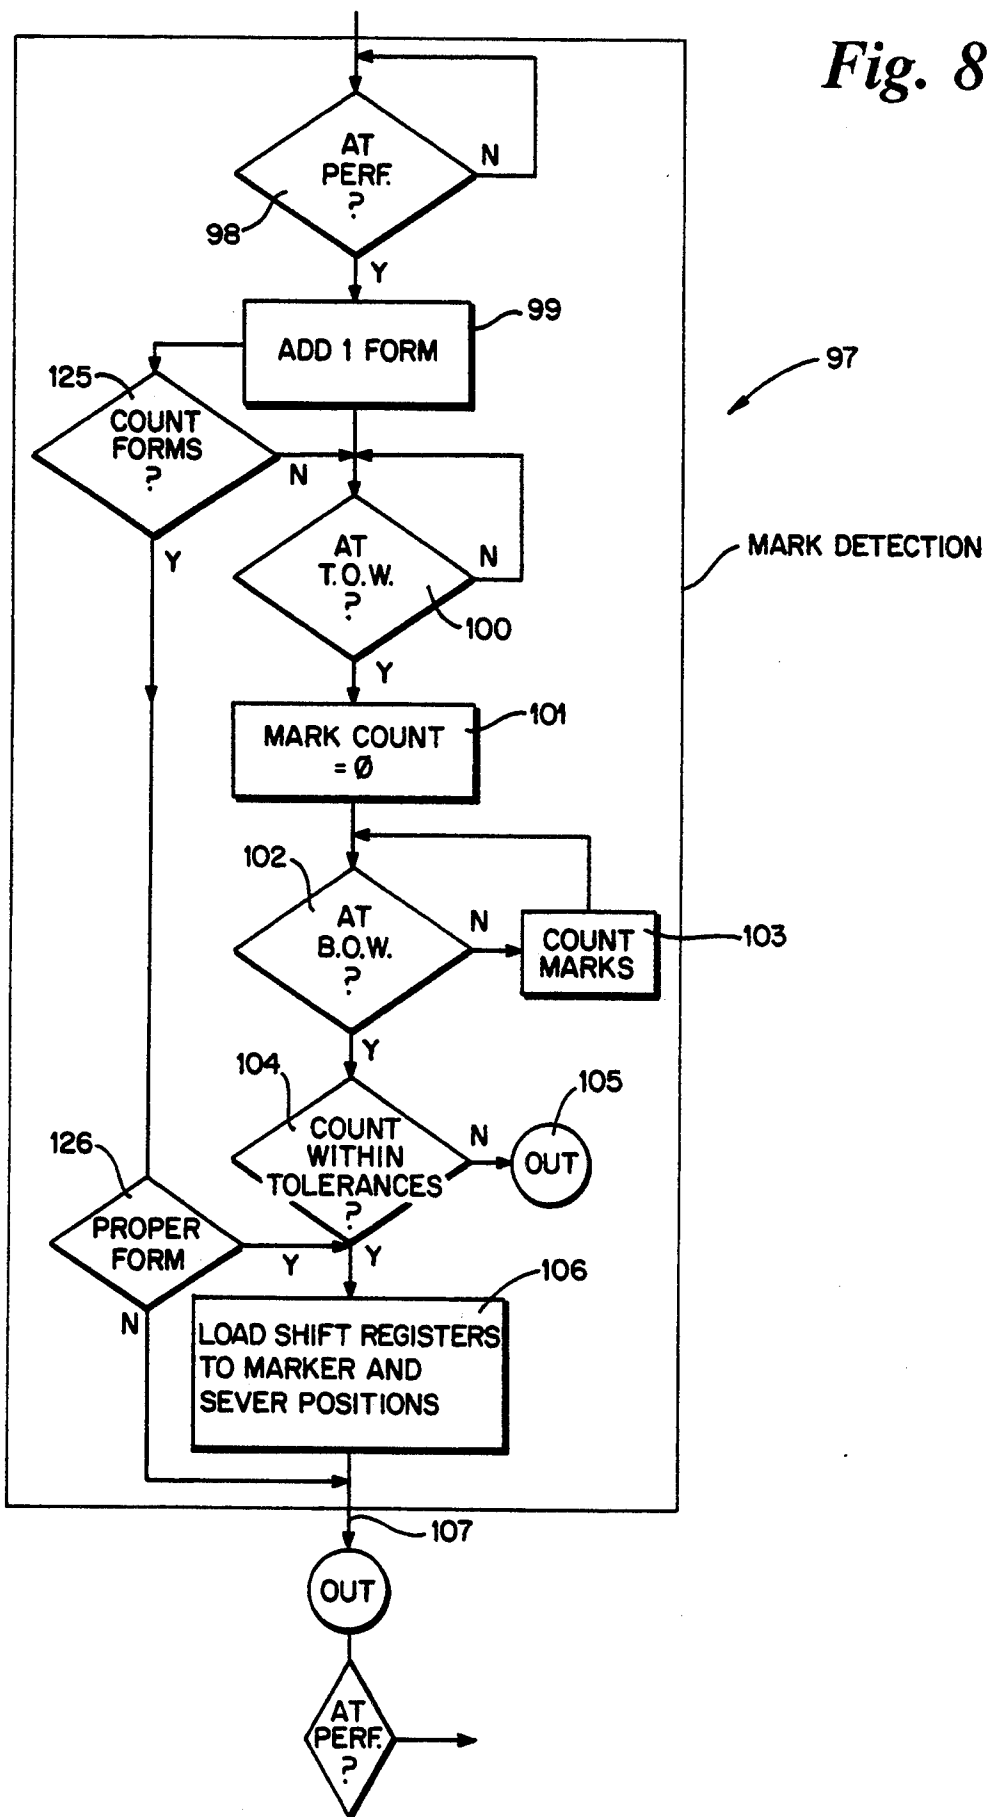 Fig. 8
AT
PERF.
?
N
98
Y
99
ADD 1 FORM
97
125
COUNT
FORMS
?
N
Y
AT
T.O.W.
?
N
100
Y
MARK DETECTION
101
MARK COUNT
= Ø
102
AT
B.O.W.
?
N
COUNT
MARKS
103
Y
104
COUNT
WITHIN
TOLERANCES
?
N
105
OUT
Y
126
PROPER
FORM
Y
N
106
LOAD SHIFT REGISTERS
TO MARKER AND
SEVER POSITIONS
107
OUT
AT
PERF.
?